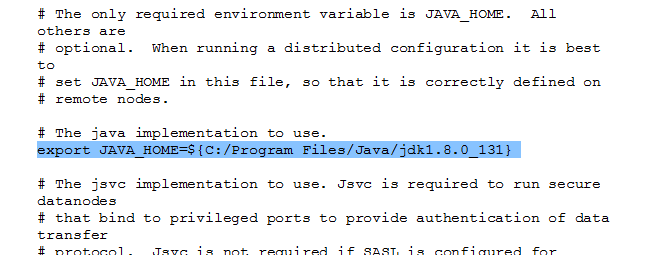 # The only required environment variable is JAVA_HOME.  All
others are
# optional.  When running a distributed configuration it is best
to
# set JAVA_HOME in this file, so that it is correctly defined on
# remote nodes.
# The java implementation to use.
export JAVA_HOME=${C:/Program Files/Java/jdk1.8.0_131}
# The jsvc implementation to use. Jsvc is required to run secure
datanodes
# that bind to privileged ports to provide authentication of data
transfer
# protocol.  Jsvc is not required if SASL is configured for